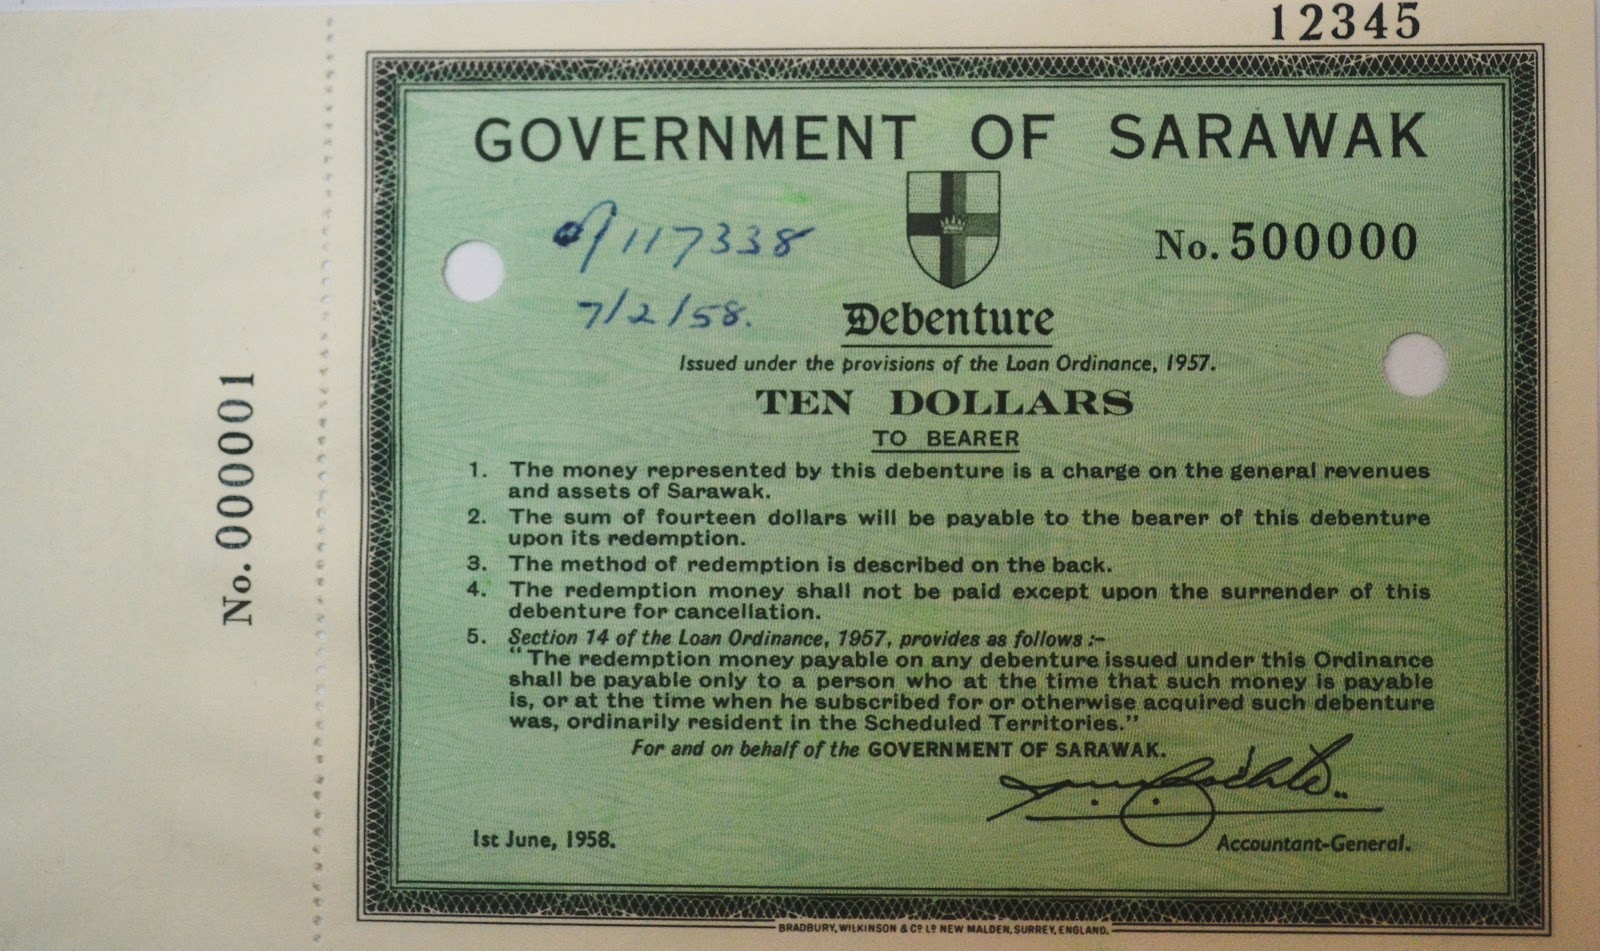 12345
GOVERNMENT OF SARAWAK
117338
No. 500000
7/2/58.
Debenture
Issued under the provisions of the Loan Ordinance, 1957.
TEN DOLLARS
TO BEARER
1. The money represented by this debenture is a charge on the general revenues
and assets of Sarawak.
2. The sum of fourteen dollars will be payable to the bearer of this debenture
upon its redemption.
3. The method of redemption is described on the back.
4. The redemption money shall not be paid except upon the surrender of this
debenture for cancellation.
5. Section 14 of the Loan Ordinance, 1957, provides as follows :-
"The redemption money payable on any debenture issued under this Ordinance
shall be payable only to a person who at the time that such money is payable
is, or at the time when he subscribed for or otherwise acquired such debenture
was, ordinarily resident in the Scheduled Territories."
For and on behalf of the GOVERNMENT OF SARAWAK.
1st June, 1958.
Accountant-General.
BRADBURY, WILKINSON & Co Ld NEW MALDEN, SURREY, ENGLAND.
No. 000001